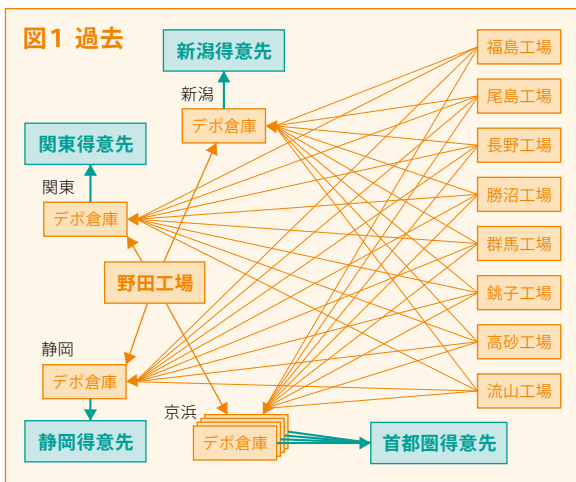 図1 過去
新潟得意先
新潟
デポ倉庫
関東得意先
関東
デポ倉庫
野田工場
静岡
デポ倉庫
静岡得意先
京浜
デポ倉庫
首都圏得意先
福島工場
尾島工場
長野工場
勝沼工場
群馬工場
銚子工場
高砂工場
流山工場